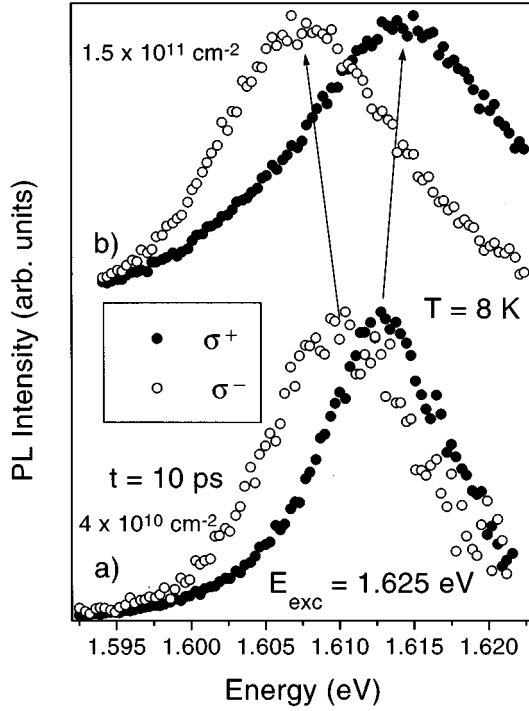 1.5 x 10¹¹ cm⁻²
b)
T = 8 K
σ⁺
σ⁻
t = 10 ps
4 x 10¹⁰ cm⁻²
a)
E_exc = 1.625 eV
PL Intensity (arb. units)
1.595 1.600 1.605 1.610 1.615 1.620
Energy (eV)